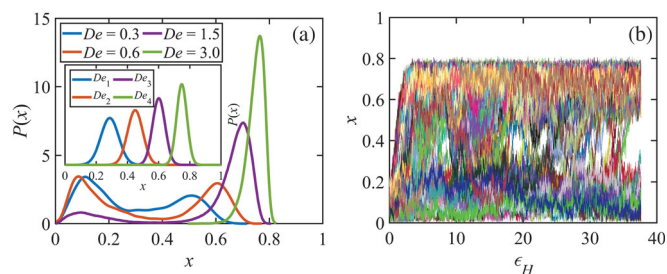 15
10
5
0
P(x)
De = 0.3
De = 1.5
De = 0.6
De = 3.0
(a)
De₁
De₃
De₂
De₄
P(x)
0 0.2 0.4 0.6 0.8 1
x
0 0.2 0.4 0.6 0.8 1
x
(b)
1
0.8
0.6
0.4
0.2
0
x
0 10 20 30 40
ϵ_H